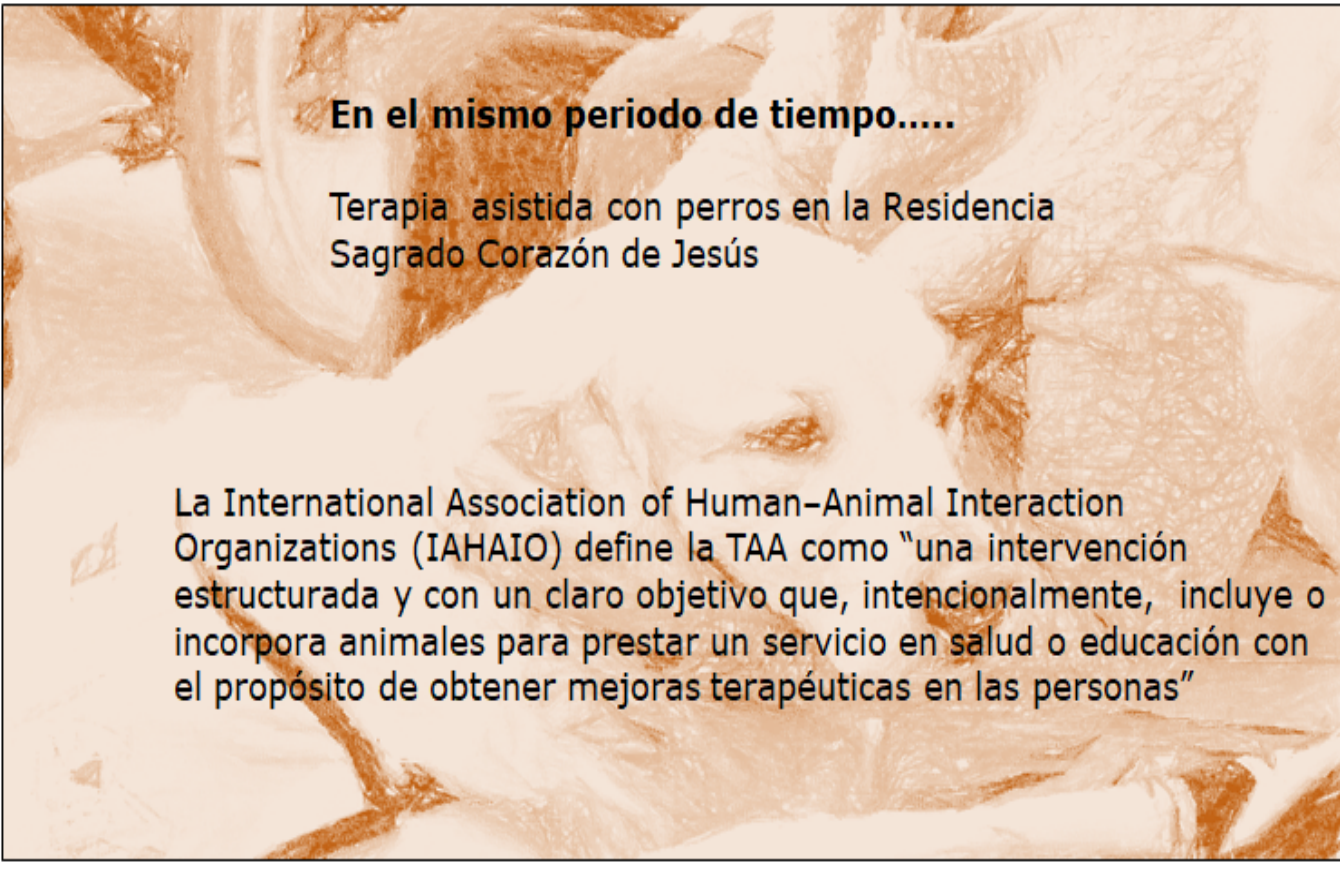 En el mismo periodo de tiempo.....
Terapia asistida con perros en la Residencia
Sagrado Corazón de Jesús
La International Association of Human–Animal Interaction
Organizations (IAHAIO) define la TAA como “una intervención
estructurada y con un claro objetivo que, intencionalmente, incluye o
incorpora animales para prestar un servicio en salud o educación con
el propósito de obtener mejoras terapéuticas en las personas”